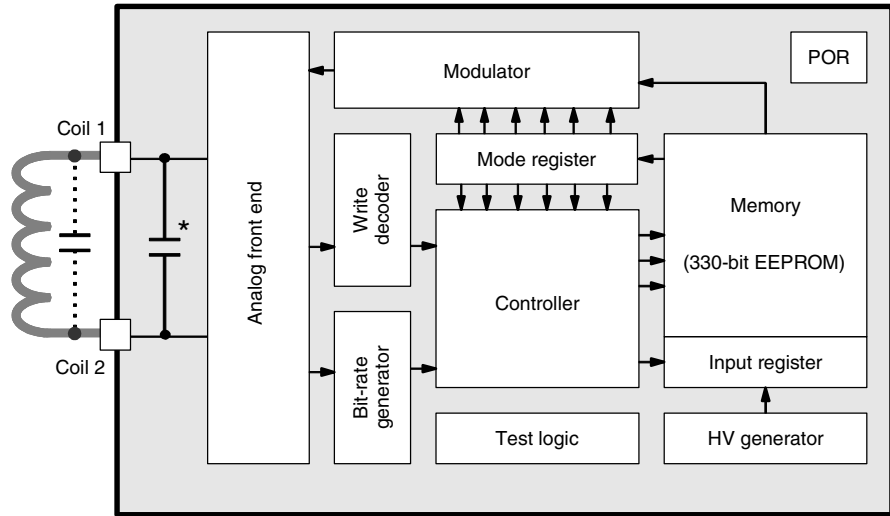 POR
Modulator
Coil 1
*
Mode register
Write
decoder
Memory
(330-bit EEPROM)
Analog front end
Controller
Coil 2
Input register
Bit-rate
generator
Test logic
HV generator